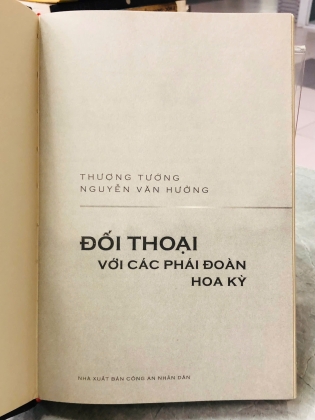 THƯỢNG TƯỚNG
NGUYỄN VĂN HƯỞNG
ĐỐI THOẠI
VỚI CÁC PHÁI ĐOÀN
HOA KỲ
NHÀ XUẤT BẢN CÔNG AN NHÂN DÂN